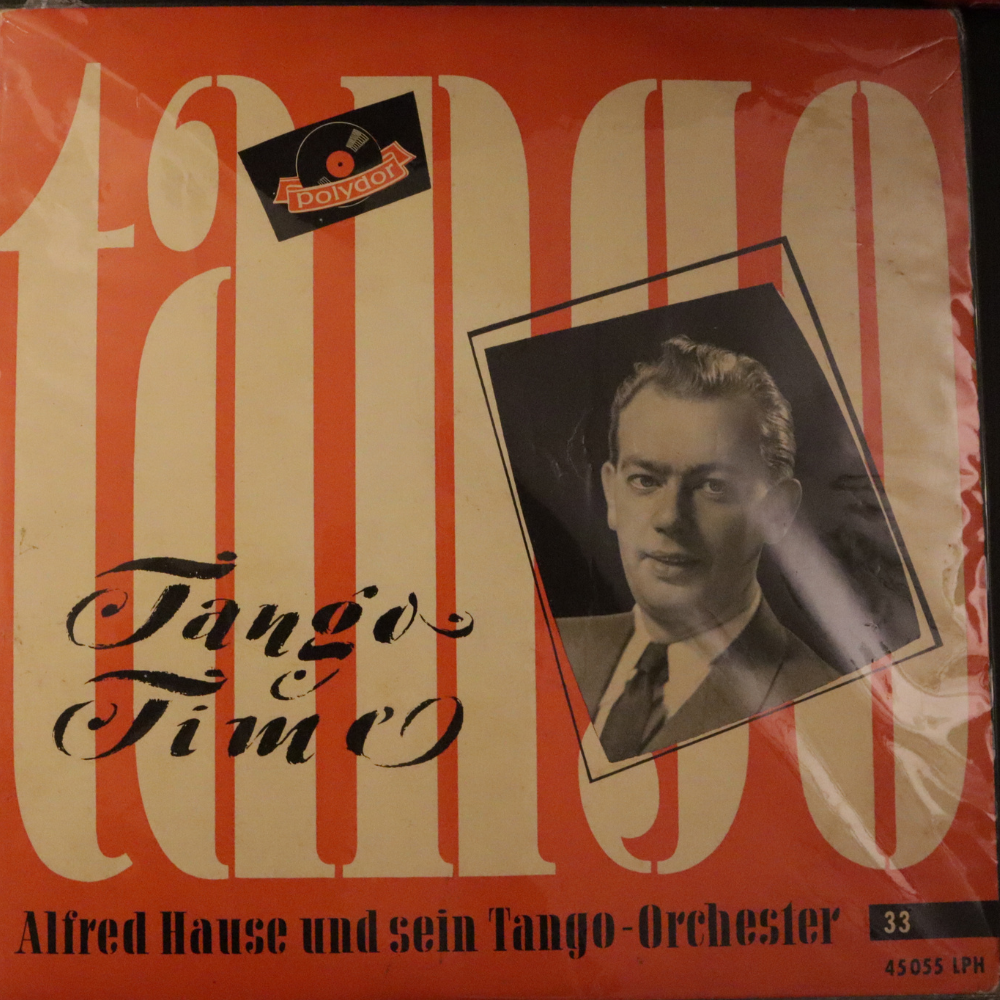 tango
polydor
Tango
Time
Alfred Hause und sein Tango-Orchester
33
45055 LPH